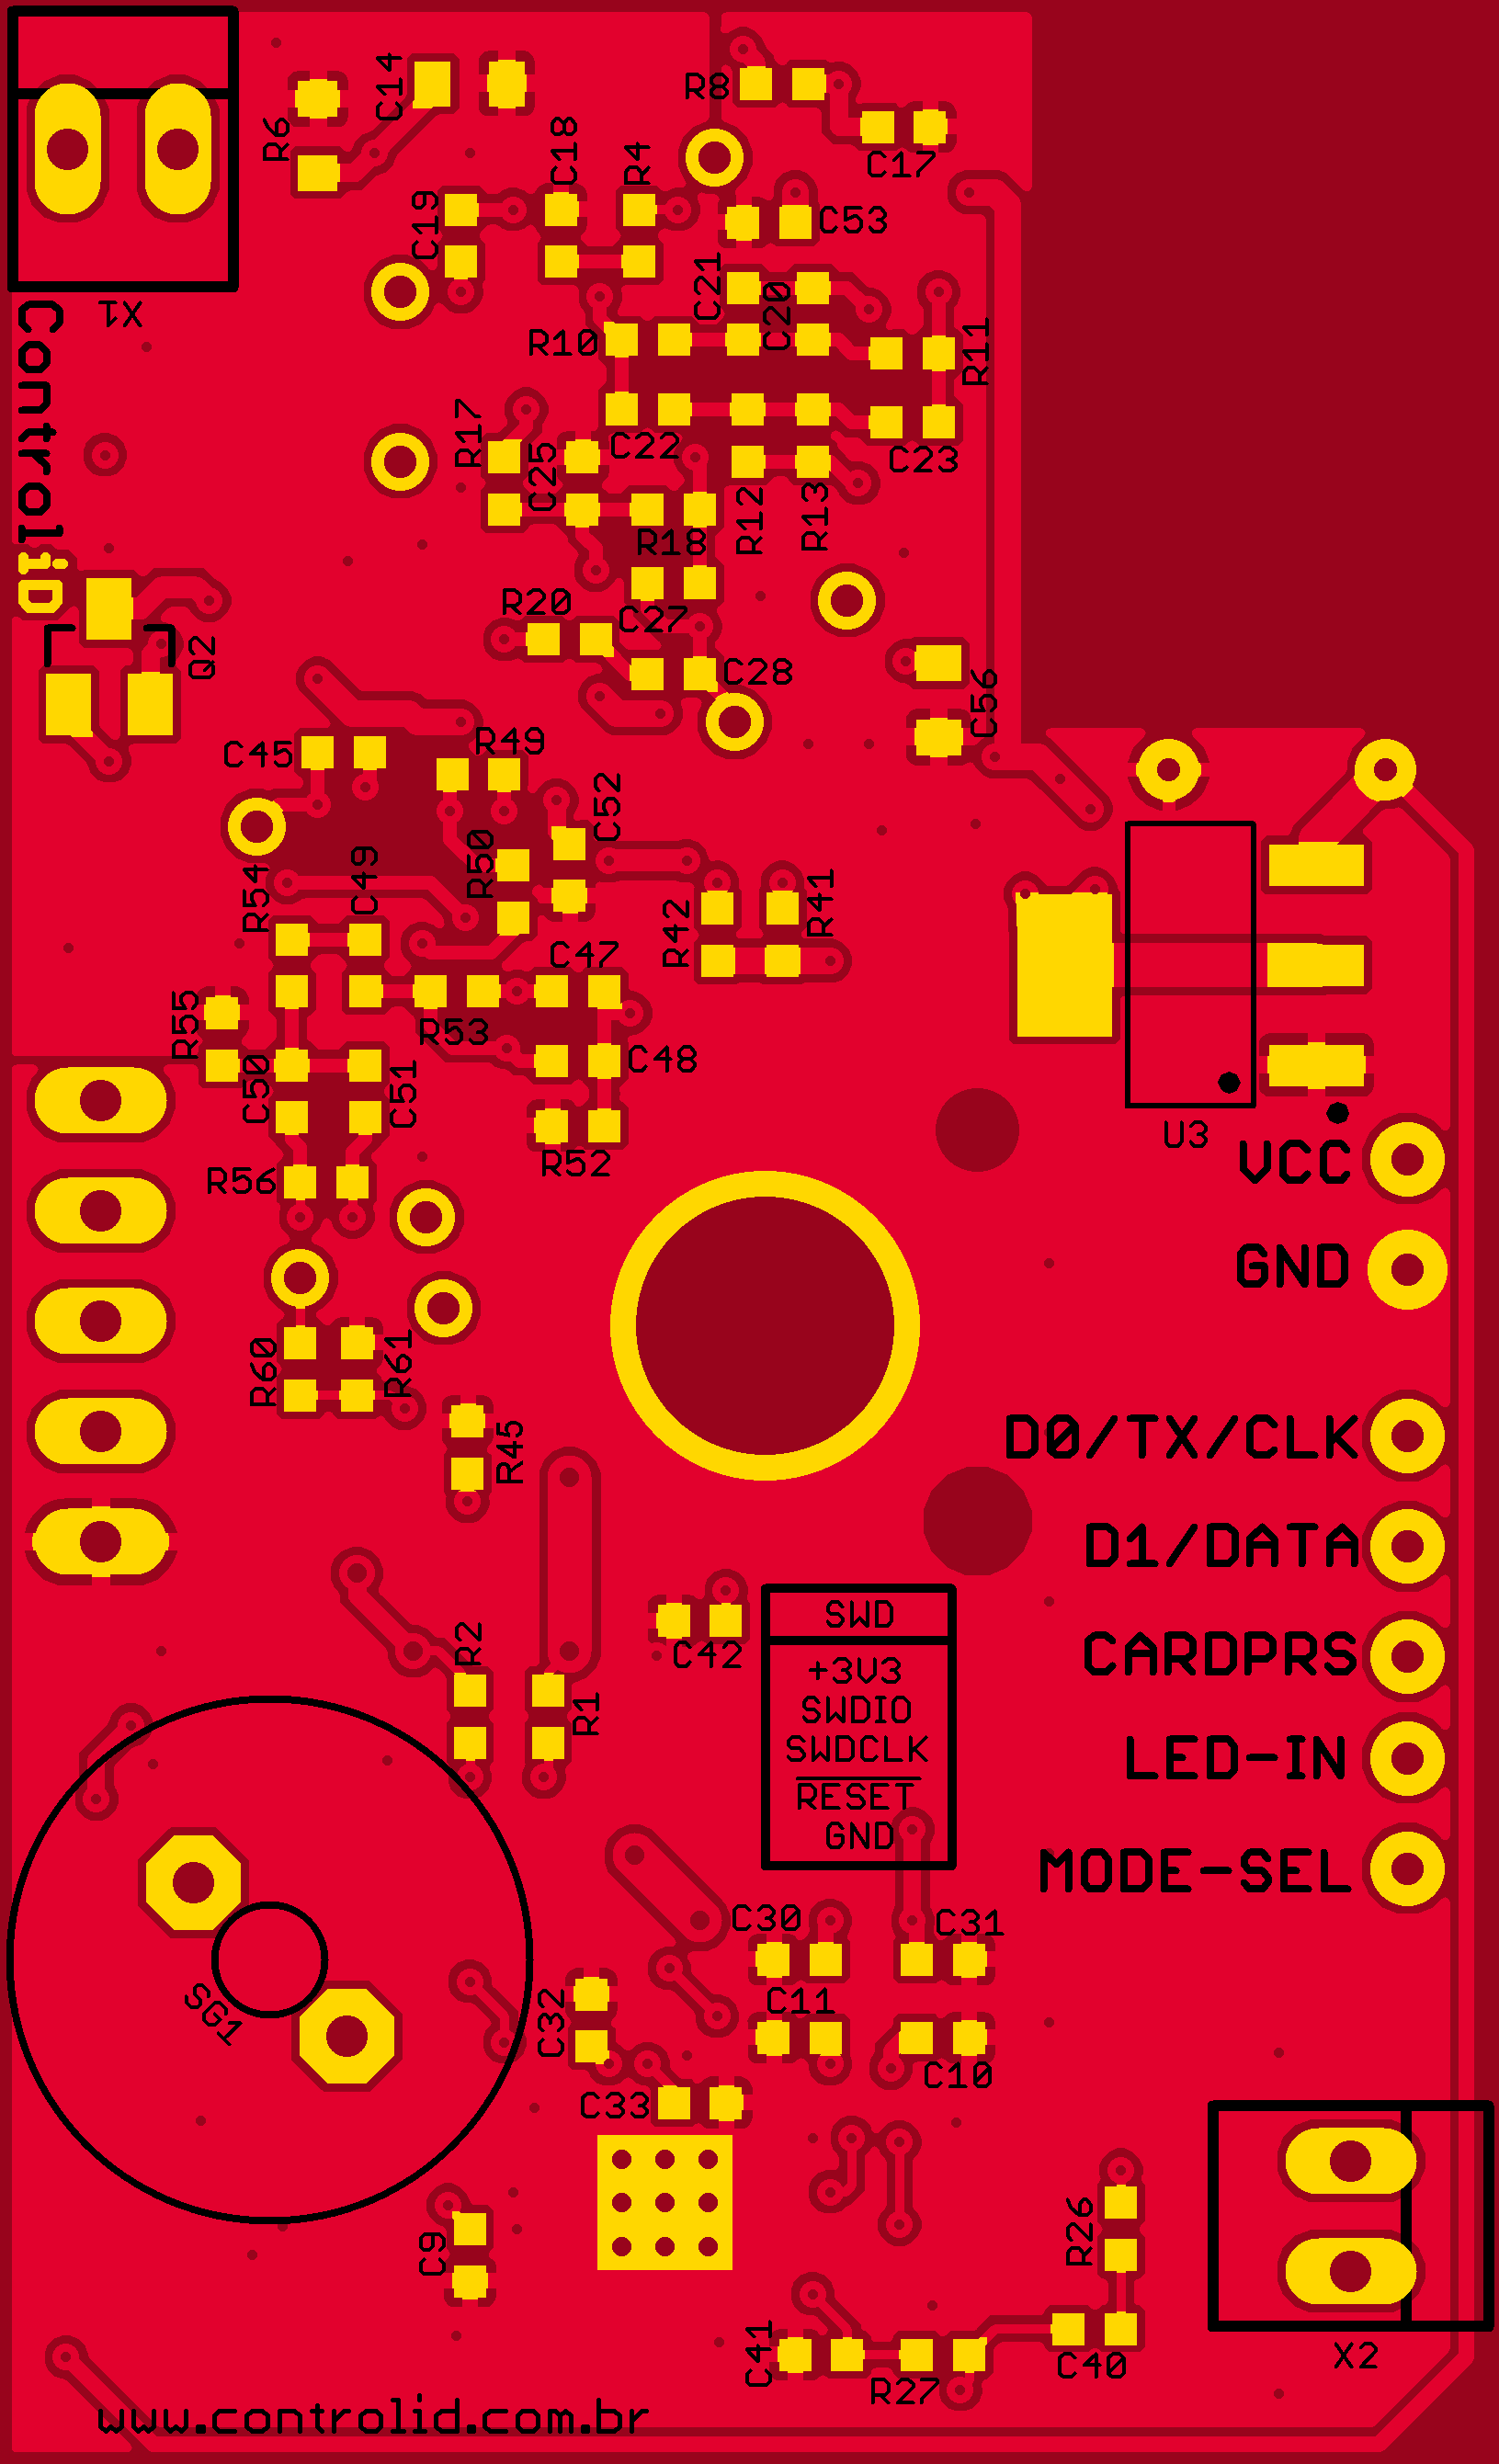 C14
R6
R8
C17
C18
R4
C19
C53
C21
C20
X1
R10
R11
ControliD
R17
C22
C25
C23
R12
R13
R18
R20
C27
Q2
C28
C56
C45
R49
C52
R50
C49
R54
R42
R41
C47
R55
R53
C50
C51
C48
U3
R52
VCC
R56
GND
R60
R61
R45
D0/TX/CLK
D1/DATA
SWD
R2
C42
CARDPRS
+3V3
R1
SWDIO
SWDCLK
LED-IN
RESET
GND
MODE-SEL
C30
C31
SG1
C32
C11
C10
C33
R26
C9
C41
C40
X2
R27
www.controlid.com.br